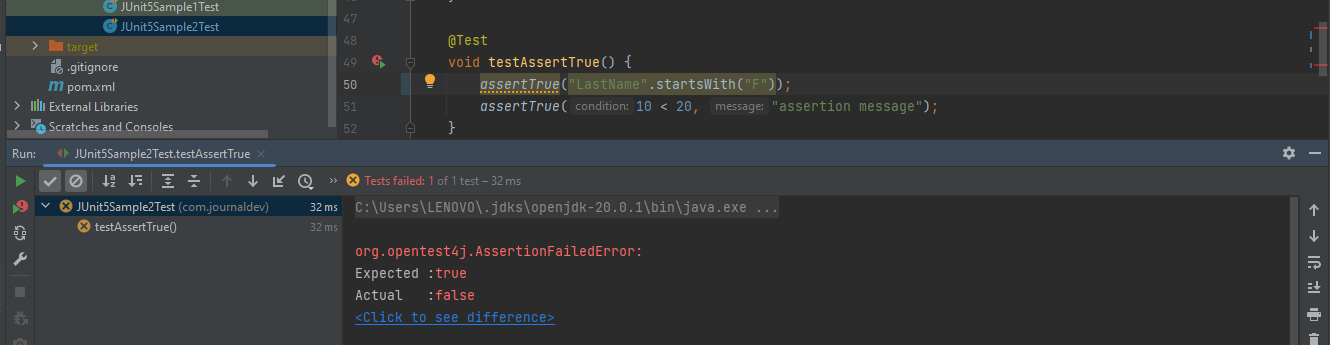 JUnit5Sample1Test
JUnit5Sample2Test
target
.gitignore
pom.xml
External Libraries
Scratches and Consoles
47
48 @Test
49 void testAssertTrue() {
50 assertTrue("LastName".startsWith("F"));
51 assertTrue( condition: 10 < 20, message: "assertion message");
52 }
Run: JUnit5Sample2Test.testAssertTrue
Tests failed: 1 of 1 test – 32 ms
JUnit5Sample2Test (com.journaldev) 32 ms
testAssertTrue() 32 ms
C:\Users\LENOVO\.jdks\openjdk-20.0.1\bin\java.exe ...
org.opentest4j.AssertionFailedError:
Expected :true
Actual :false
<Click to see difference>